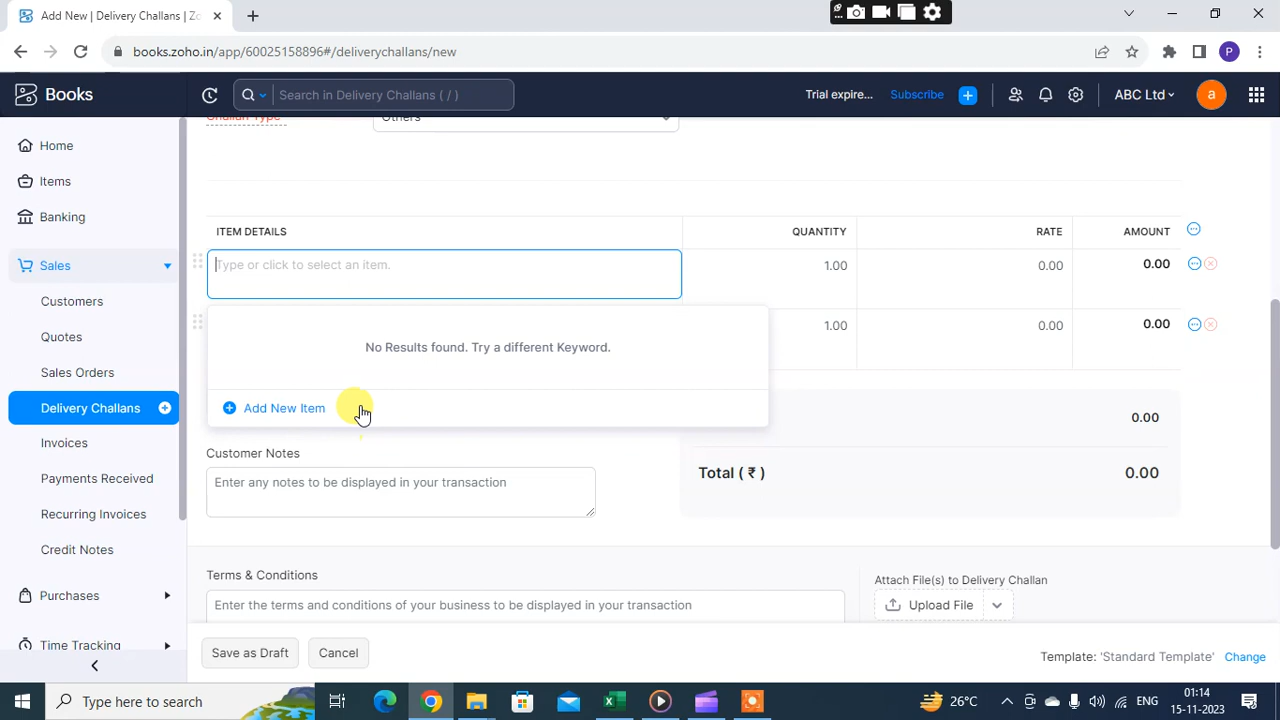 Add New | Delivery Challans | Zo
books.zoho.in/app/60025158896#/deliverychallans/new
P
Books
Search in Delivery Challans ( / )
Trial expire...
Subscribe
ABC Ltd
a
Home
Items
Banking
Sales
Customers
Quotes
Sales Orders
Delivery Challans
Invoices
Payments Received
Recurring Invoices
Credit Notes
Purchases
Time Tracking
Challan Type
Others
ITEM DETAILS QUANTITY RATE AMOUNT
Type or click to select an item. 1.00 0.00 0.00
1.00 0.00 0.00
No Results found. Try a different Keyword.
Add New Item
0.00
Total ( ₹ ) 0.00
Customer Notes
Enter any notes to be displayed in your transaction
Terms & Conditions
Enter the terms and conditions of your business to be displayed in your transaction
Attach File(s) to Delivery Challan
Upload File
Save as Draft
Cancel
Template: 'Standard Template' Change
Type here to search
26°C
ENG
01:14
15-11-2023